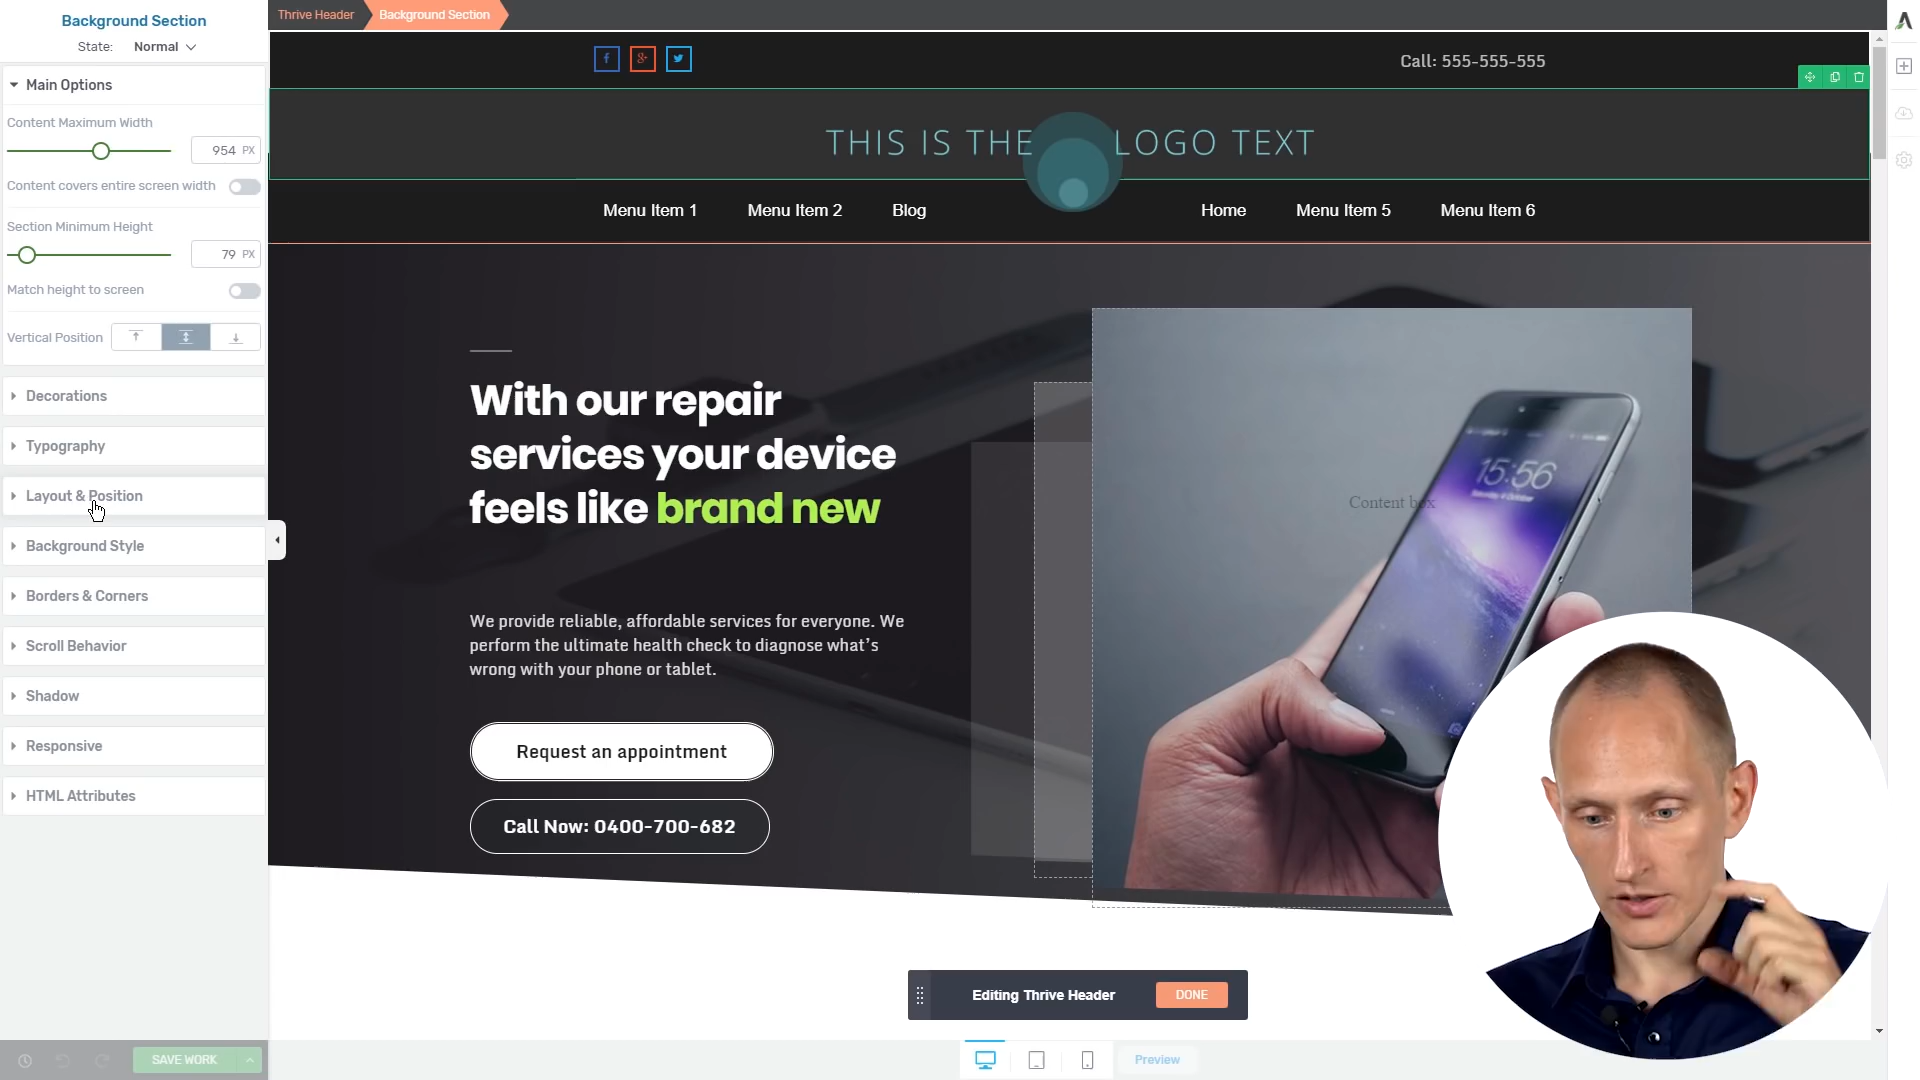 Background Section
State: Normal
Thrive Header
Background Section
f
g+
Call: 555-555-555
Main Options
Content Maximum Width
954 PX
Content covers entire screen width
Section Minimum Height
79 PX
Match height to screen
Vertical Position
Decorations
Typography
Layout & Position
Background Style
Borders & Corners
Scroll Behavior
Shadow
Responsive
HTML Attributes
SAVE WORK
THIS IS THE LOGO TEXT
Menu Item 1
Menu Item 2
Blog
Home
Menu Item 5
Menu Item 6
With our repair
services your device
feels like brand new
We provide reliable, affordable services for everyone. We
perform the ultimate health check to diagnose what's
wrong with your phone or tablet.
Request an appointment
Call Now: 0400-700-682
15:56
Saturday 4 October
Content box
Editing Thrive Header
DONE
Preview